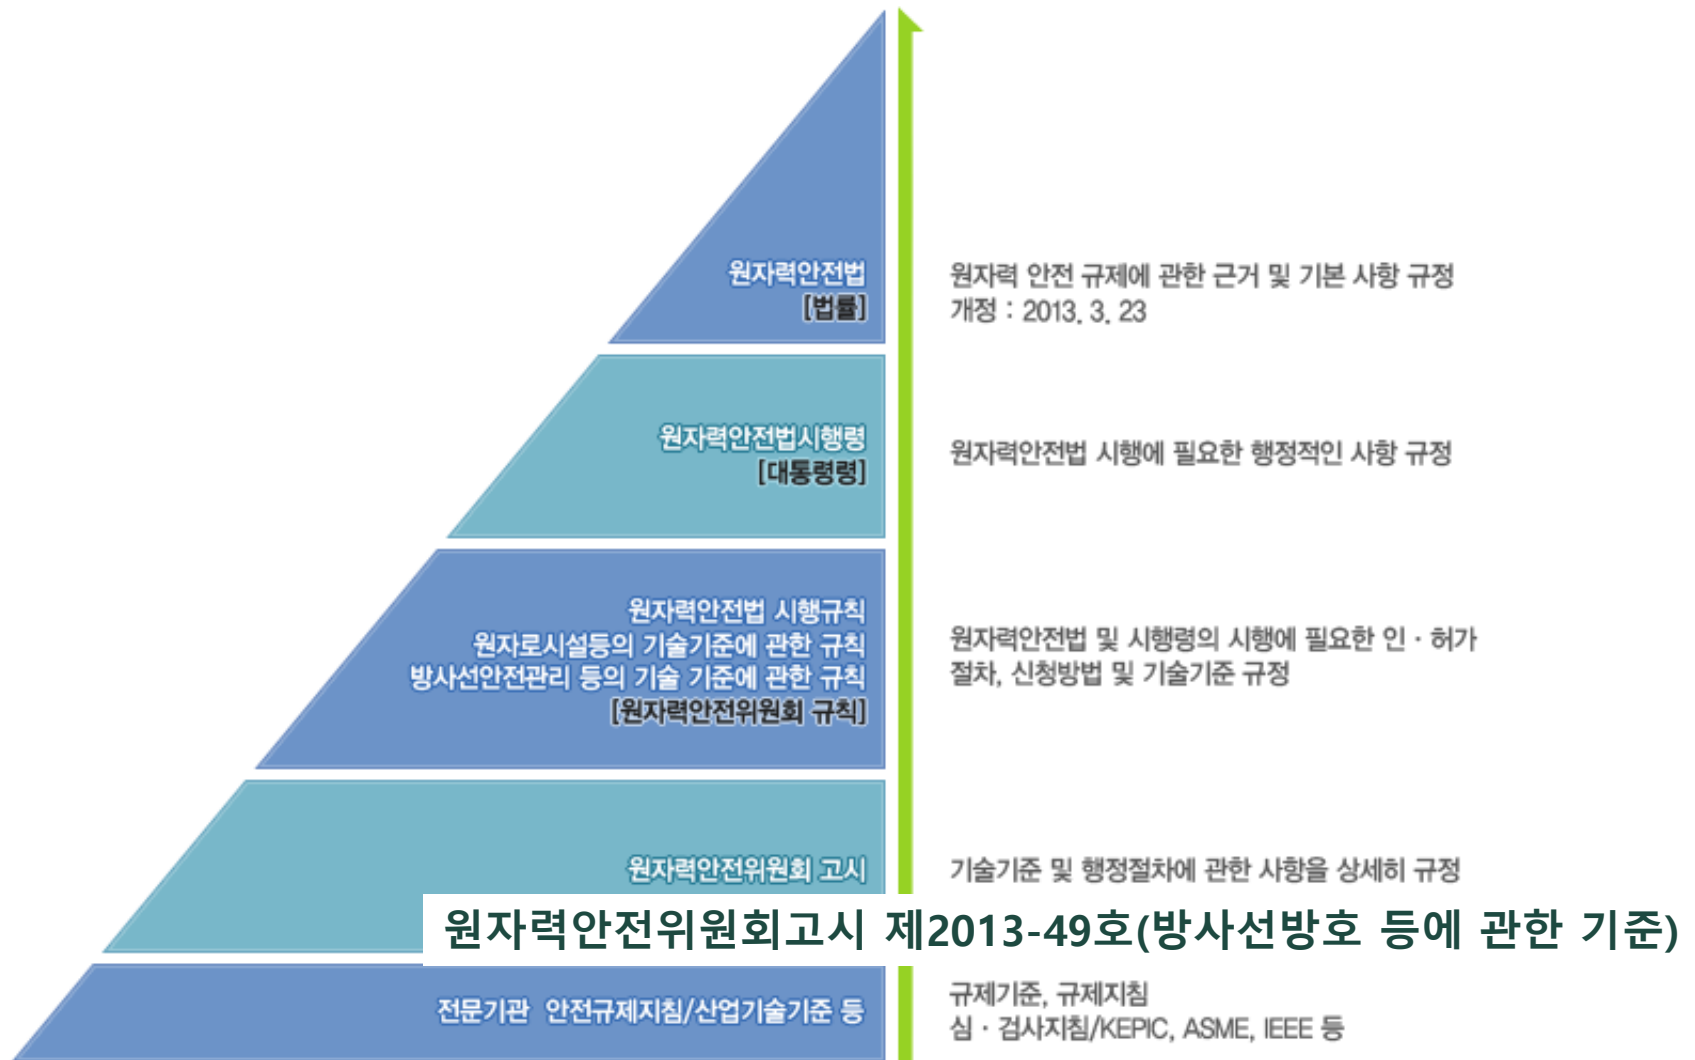 원자력안전법
[법률]
원자력 안전 규제에 관한 근거 및 기본 사항 규정
개정 : 2013. 3. 23
원자력안전법시행령
[대통령령]
원자력안전법 시행에 필요한 행정적인 사항 규정
원자력안전법 시행규칙
원자로시설등의 기술기준에 관한 규칙
방사선안전관리 등의 기술 기준에 관한 규칙
[원자력안전위원회 규칙]
원자력안전법 및 시행령의 시행에 필요한 인 · 허가
절차, 신청방법 및 기술기준 규정
원자력안전위원회 고시
기술기준 및 행정절차에 관한 사항을 상세히 규정
원자력안전위원회고시 제2013-49호(방사선방호 등에 관한 기준)
전문기관 안전규제지침/산업기술기준 등
규제기준, 규제지침
심 · 검사지침/KEPIC, ASME, IEEE 등